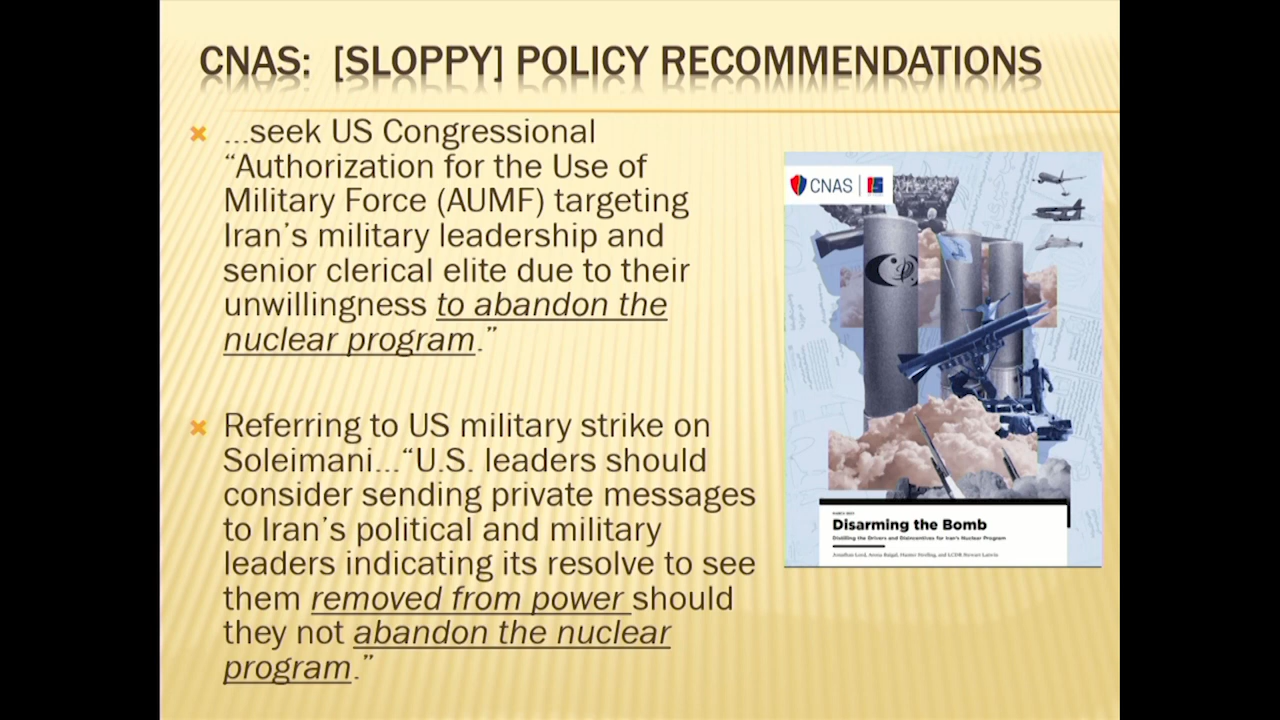 CNAS: [SLOPPY] POLICY RECOMMENDATIONS
…seek US Congressional
“Authorization for the Use of
Military Force (AUMF) targeting
Iran’s military leadership and
senior clerical elite due to their
unwillingness to abandon the
nuclear program.”
Referring to US military strike on
Soleimani…“U.S. leaders should
consider sending private messages
to Iran’s political and military
leaders indicating its resolve to see
them removed from power should
they not abandon the nuclear
program.”
CNAS
Disarming the Bomb
Distilling the Drivers and Disincentives for Iran’s Nuclear Program